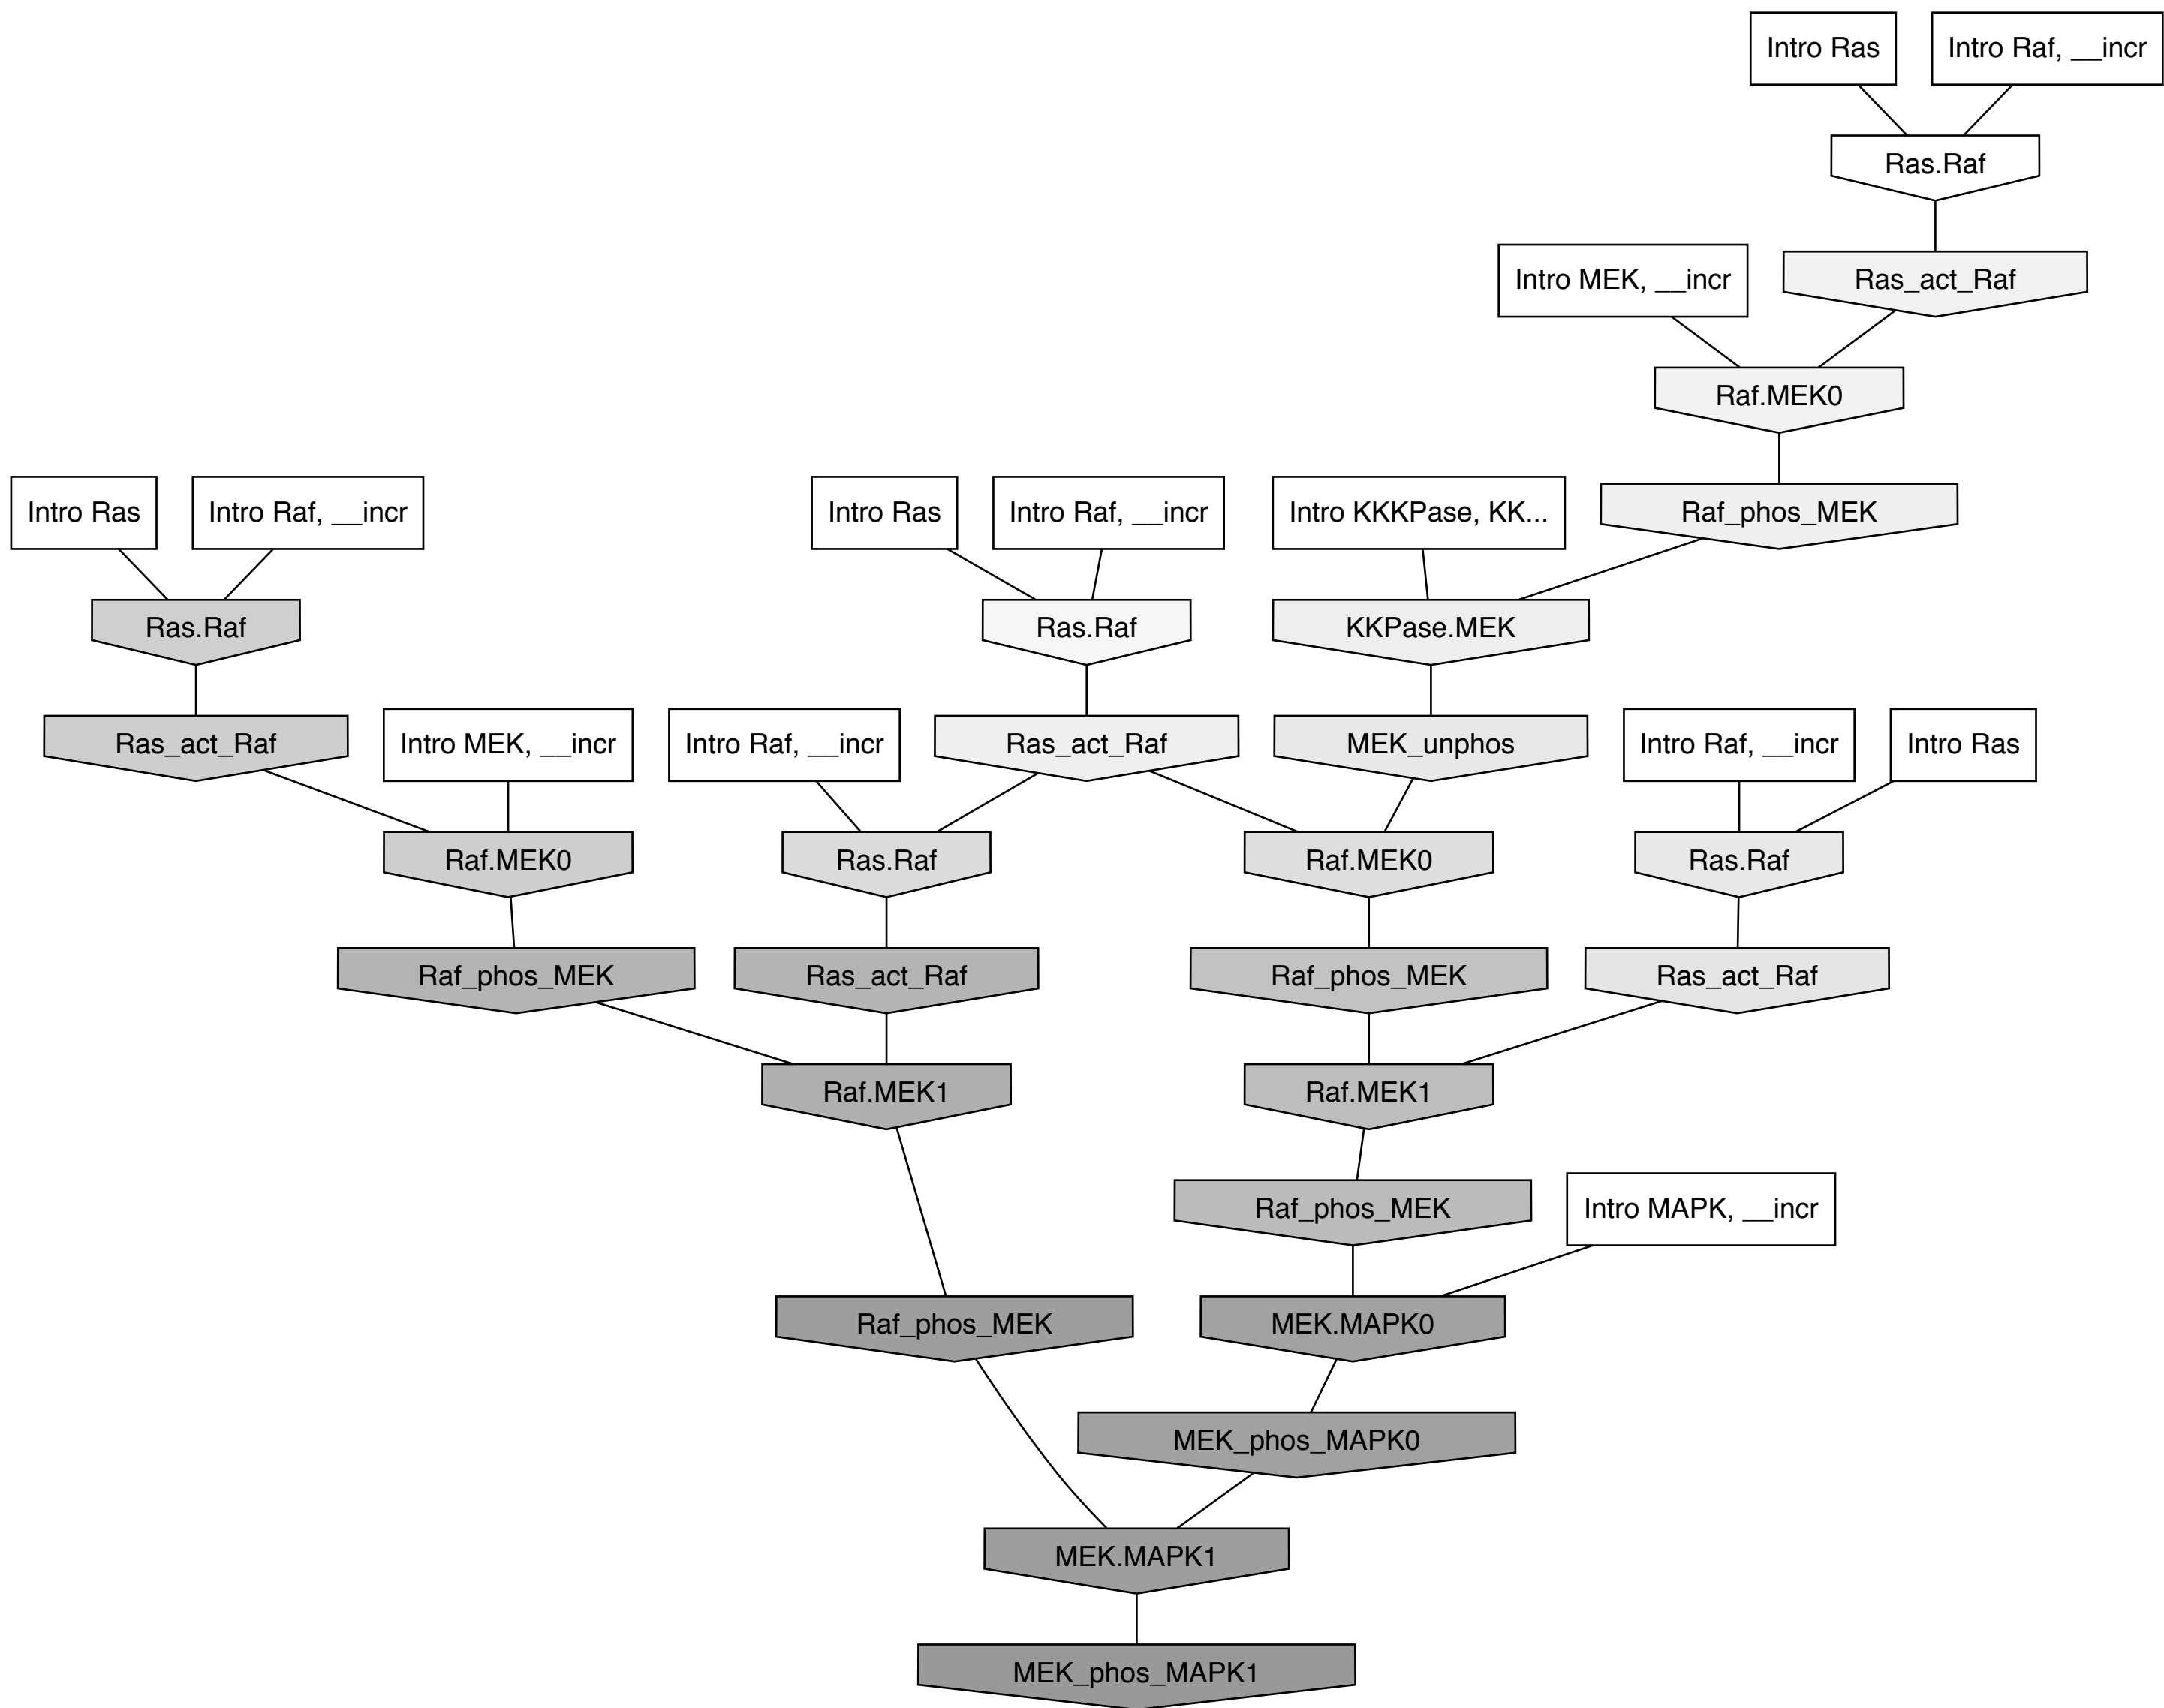 Intro Ras
Intro Raf, __incr
Ras.Raf
Intro MEK, __incr
Ras_act_Raf
Raf.MEK0
Intro Ras
Intro Raf, __incr
Intro Ras
Intro Raf, __incr
Intro KKKPase, KK...
Raf_phos_MEK
Ras.Raf
Ras.Raf
KKPase.MEK
Ras_act_Raf
Intro MEK, __incr
Intro Raf, __incr
Ras_act_Raf
MEK_unphos
Intro Raf, __incr
Intro Ras
Raf.MEK0
Ras.Raf
Raf.MEK0
Ras.Raf
Raf_phos_MEK
Ras_act_Raf
Raf_phos_MEK
Ras_act_Raf
Raf.MEK1
Raf.MEK1
Raf_phos_MEK
Intro MAPK, __incr
Raf_phos_MEK
MEK.MAPK0
MEK_phos_MAPK0
MEK.MAPK1
MEK_phos_MAPK1